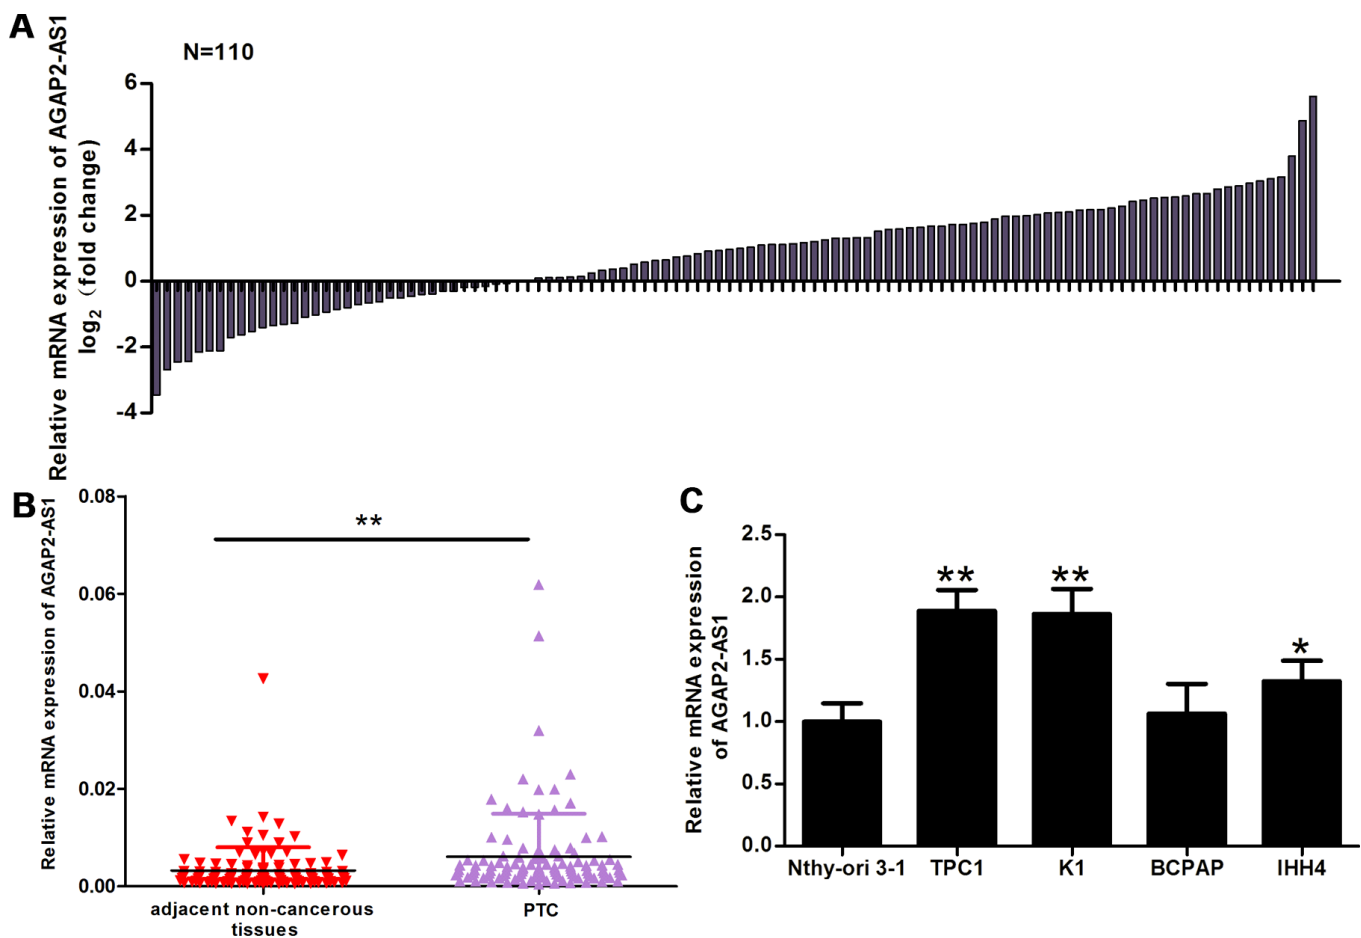 A
N=110
Relative mRNA expression of AGAP2-AS1
log2 (fold change)
6
4
2
0
-2
-4
B
Relative mRNA expression of AGAP2-AS1
0.08
0.06
0.04
0.02
0.00
**
adjacent non-cancerous
tissues
PTC
C
Relative mRNA expression
of AGAP2-AS1
2.5
2.0
1.5
1.0
0.5
0.0
**
**
*
Nthy-ori 3-1
TPC1
K1
BCPAP
IHH4